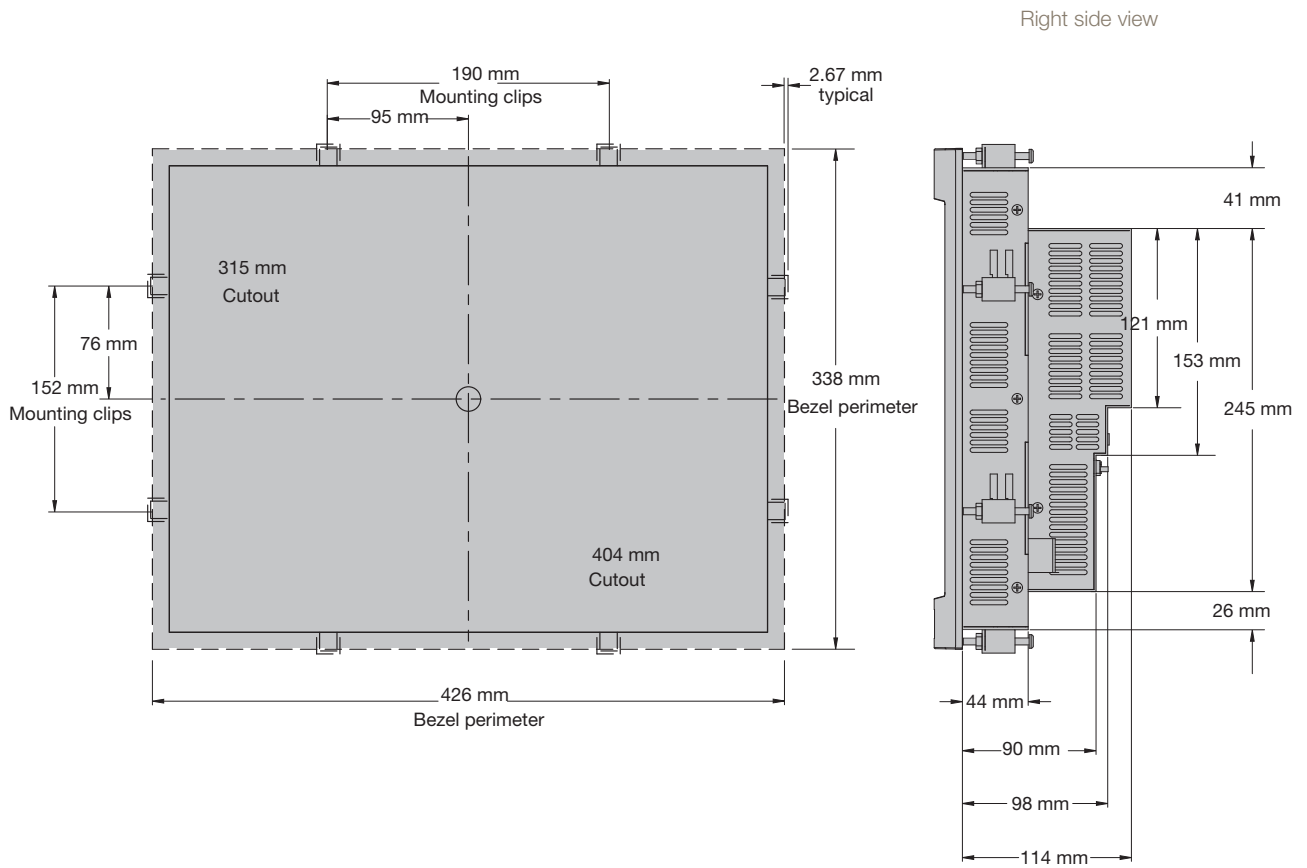 Right side view
190 mm
Mounting clips
2.67 mm
typical
95 mm
41 mm
315 mm
Cutout
76 mm
152 mm
Mounting clips
121 mm
153 mm
338 mm
Bezel perimeter
245 mm
404 mm
Cutout
26 mm
426 mm
Bezel perimeter
44 mm
90 mm
98 mm
114 mm